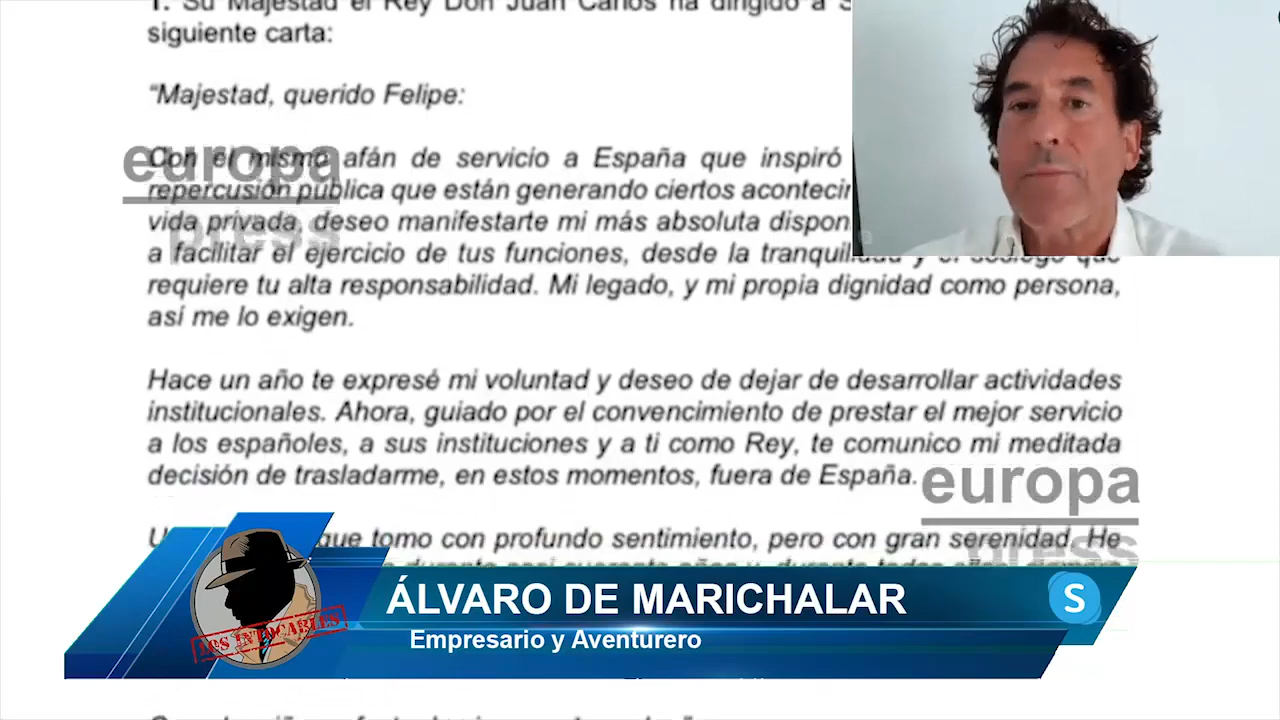 1. Su Majestad el Rey Don Juan Carlos ha dirigido a S
siguiente carta:
“Majestad, querido Felipe:
Con el mismo afán de servicio a España que inspiró
repercusión pública que están generando ciertos acontecim
vida privada, deseo manifestarte mi más absoluta dispon
a facilitar el ejercicio de tus funciones, desde la tranquilidad y el sosiego que
requiere tu alta responsabilidad. Mi legado, y mi propia dignidad como persona,
así me lo exigen.
Hace un año te expresé mi voluntad y deseo de dejar de desarrollar actividades
institucionales. Ahora, guiado por el convencimiento de prestar el mejor servicio
a los españoles, a sus instituciones y a ti como Rey, te comunico mi meditada
decisión de trasladarme, en estos momentos, fuera de España.
que tomo con profundo sentimiento, pero con gran serenidad. He
europa
press
europa
press
LOS INTOCABLES
ÁLVARO DE MARICHALAR
Empresario y Aventurero
S